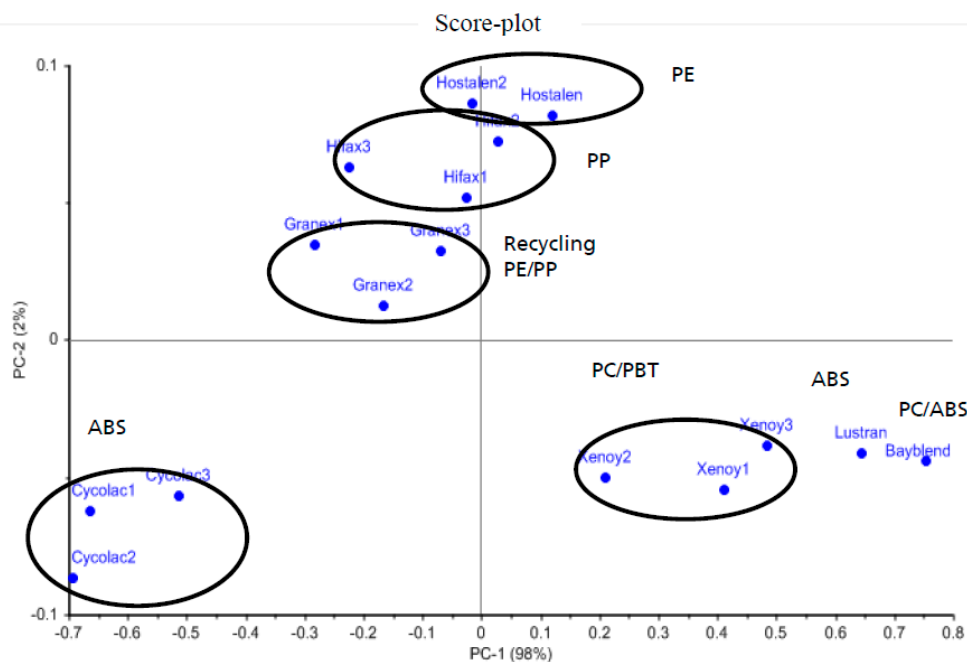 Score-plot
0.1
PE
Hostalen2
Hostalen
Hifax2
Hifax3
PP
Hifax1
Granex1
Granex3
Recycling
PE/PP
Granex2
PC-2 (2%)
0
PC/PBT
ABS
PC/ABS
ABS
Xenoy3
Lustran
Bayblend
Xenoy2
Xenoy1
Cycolac3
Cycolac1
Cycolac2
-0.1
-0.7 -0.6 -0.5 -0.4 -0.3 -0.2 -0.1 0 0.1 0.2 0.3 0.4 0.5 0.6 0.7 0.8
PC-1 (98%)